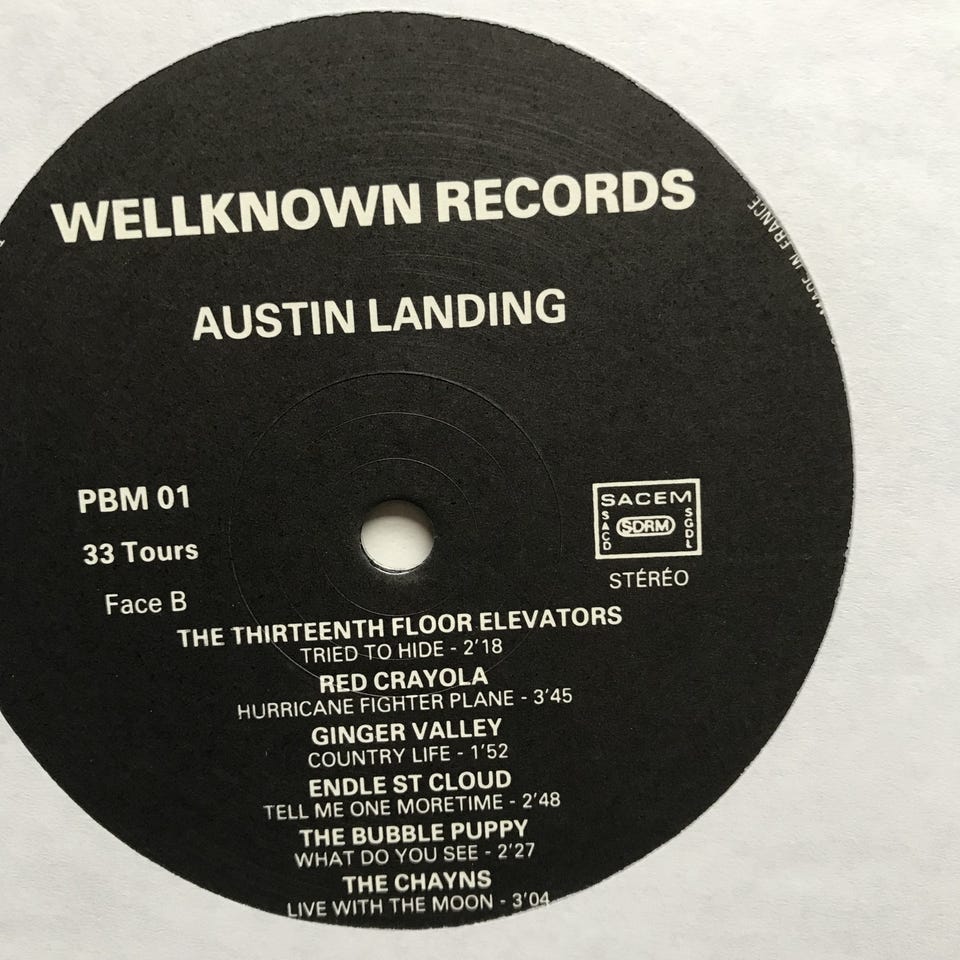 WELLKNOWN RECORDS
AUSTIN LANDING
MADE IN FRANCE
PBM 01
33 Tours
Face B
SACEM
SACD
SDRM
SGDL
STÉRÉO
THE THIRTEENTH FLOOR ELEVATORS
TRIED TO HIDE - 2'18
RED CRAYOLA
HURRICANE FIGHTER PLANE - 3'45
GINGER VALLEY
COUNTRY LIFE - 1'52
ENDLE ST CLOUD
TELL ME ONE MORETIME - 2'48
THE BUBBLE PUPPY
WHAT DO YOU SEE - 2'27
THE CHAYNS
LIVE WITH THE MOON - 3'04